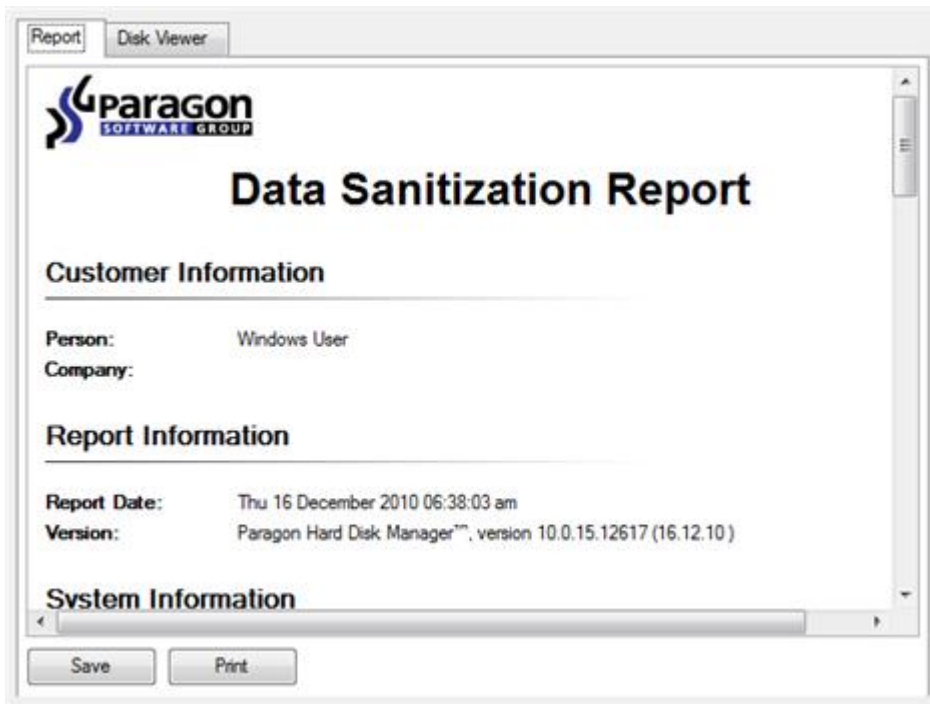 Report Disk Viewer
Paragon
SOFTWARE GROUP
Data Sanitization Report
Customer Information
Person: Windows User
Company:
Report Information
Report Date: Thu 16 December 2010 06:38:03 am
Version: Paragon Hard Disk Manager™, version 10.0.15.12617 (16.12.10 )
System Information
Save Print